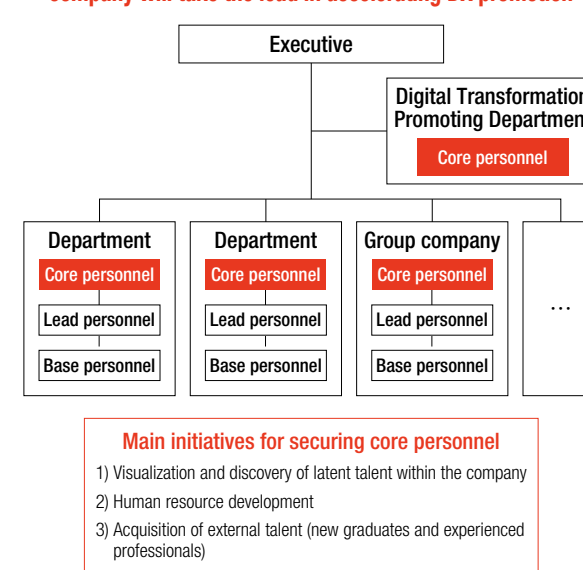 Executive
Digital Transformation
Promoting Department
Core personnel
Department
Core personnel
Lead personnel
Base personnel
Department
Core personnel
Lead personnel
Base personnel
Group company
Core personnel
Lead personnel
Base personnel
…
Main initiatives for securing core personnel
1) Visualization and discovery of latent talent within the company
2) Human resource development
3) Acquisition of external talent (new graduates and experienced
professionals)